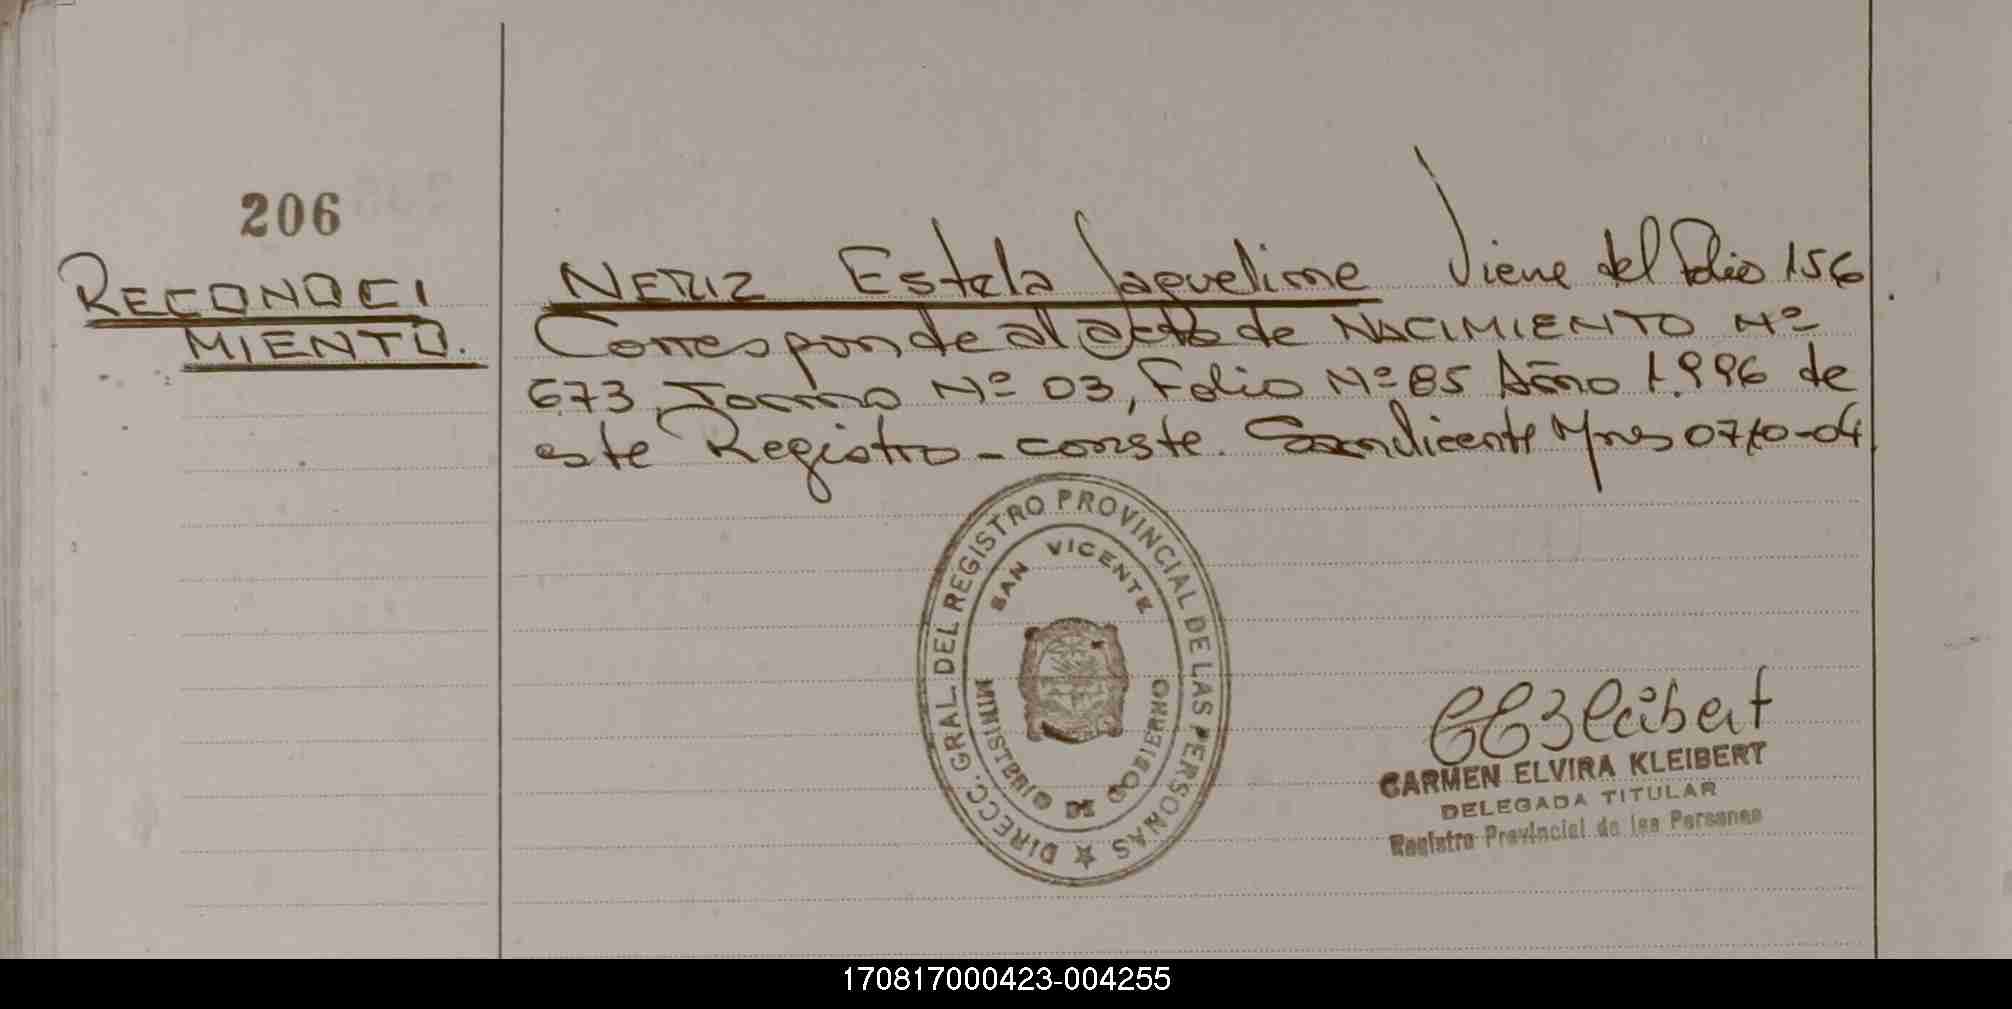 206
RECONOCI
MIENTO.
NERIZ Estela Jaqueline Viene del Folio 156
Corresponde al acta de NACIMIENTO Nº
673, Tomo Nº 03, Folio Nº 85 Año 1.996 de
este Registro - conste. San Vicente Mnes 07/10-04
DIRECC. GRAL. DEL REGISTRO PROVINCIAL DE LAS PERSONAS ★
SAN VICENTE
MINISTERIO DE GOBIERNO
CEKleibert
CARMEN ELVIRA KLEIBERT
DELEGADA TITULAR
Registro Provincial de las Personas
170817000423-004255